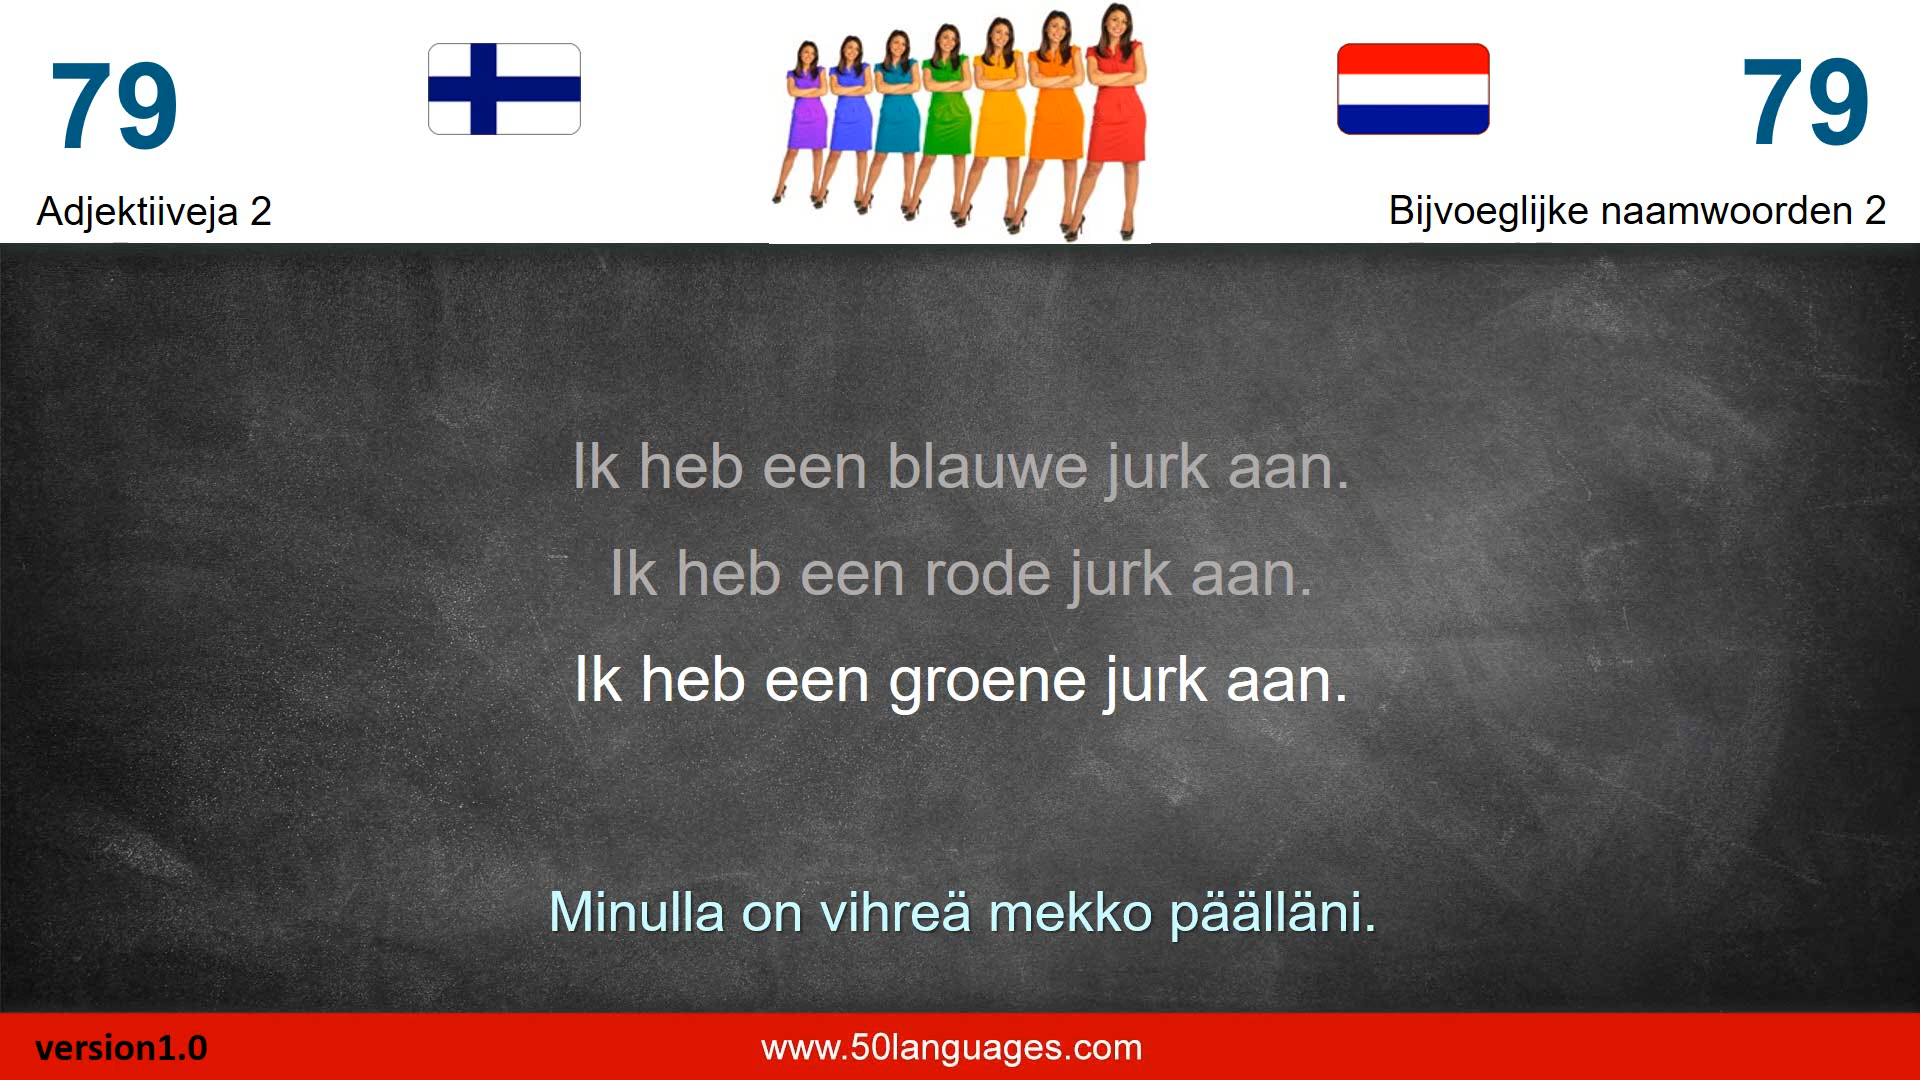 79
79
Adjektiiveja 2
Bijvoeglijke naamwoorden 2
Ik heb een blauwe jurk aan.
Ik heb een rode jurk aan.
Ik heb een groene jurk aan.
Minulla on vihreä mekko päälläni.
version1.0
www.50languages.com